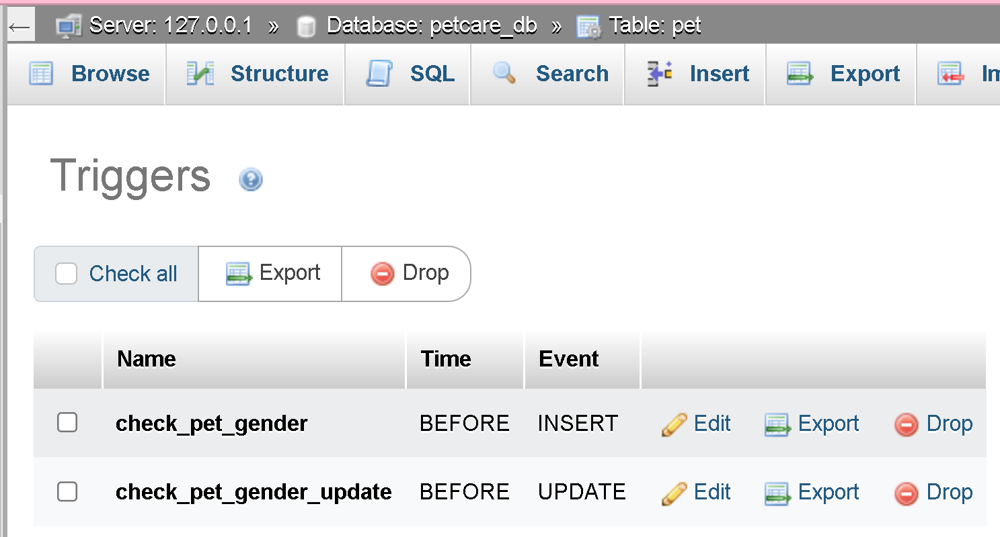 ← Server: 127.0.0.1 » Database: petcare_db » Table: pet
Browse Structure SQL Search Insert Export
Triggers
Check all Export Drop
Name Time Event
check_pet_gender BEFORE INSERT Edit Export Drop
check_pet_gender_update BEFORE UPDATE Edit Export Drop